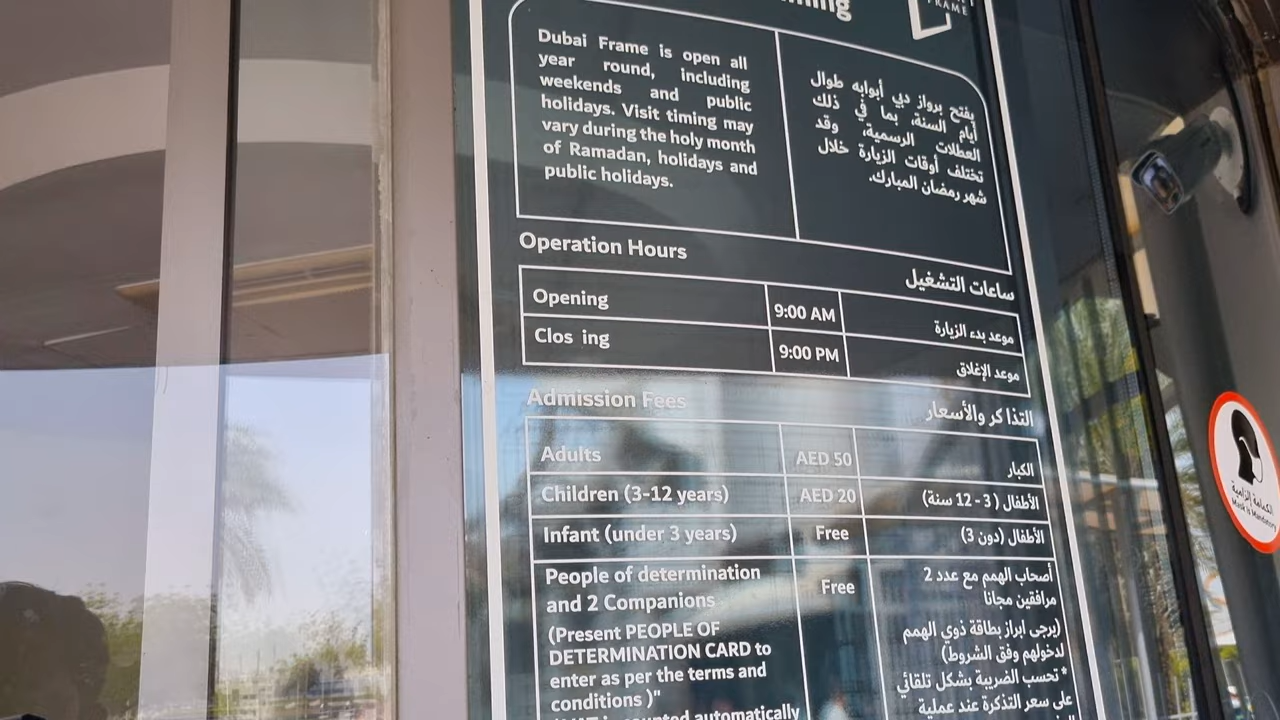 FRAME
Dubai Frame is open all
year round, including
weekends and public
holidays. Visit timing may
vary during the holy month
of Ramadan, holidays and
public holidays.
يفتح برواز دبي أبوابه طوال
أيام السنة، بما في ذلك
العطلات الرسمية، وقد
تختلف أوقات الزيارة خلال
شهر رمضان المبارك.
Operation Hours
ساعات التشغيل
Opening 9:00 AM موعد بدء الزيارة
Clos ing 9:00 PM موعد الإغلاق
Admission Fees
التذاكر والأسعار
Adults AED 50 الكبار
Children (3-12 years) AED 20 الأطفال (3 - 12 سنة)
Infant (under 3 years) Free الأطفال (دون 3)
People of determination
and 2 Companions
(Present PEOPLE OF
DETERMINATION CARD to
enter as per the terms and
conditions )"
automatically
Free
أصحاب الهمم مع عدد 2
مرافقين مجانا
(يرجى ابراز بطاقة ذوي الهمم
لدخولهم وفق الشروط)
* تحسب الضريبة بشكل تلقائي
على سعر التذكرة عند عملية
الكمامة إلزامية
Mask is Mandatory